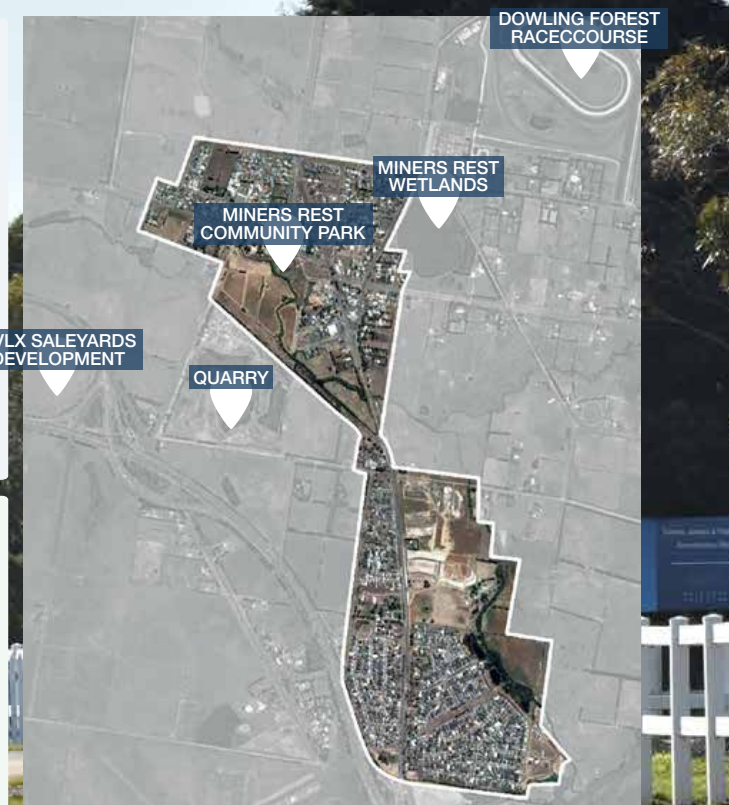 DOWLING FOREST
RACECCOURSE
MINERS REST
WETLANDS
MINERS REST
COMMUNITY PARK
VLX SALEYARDS
DEVELOPMENT
QUARRY